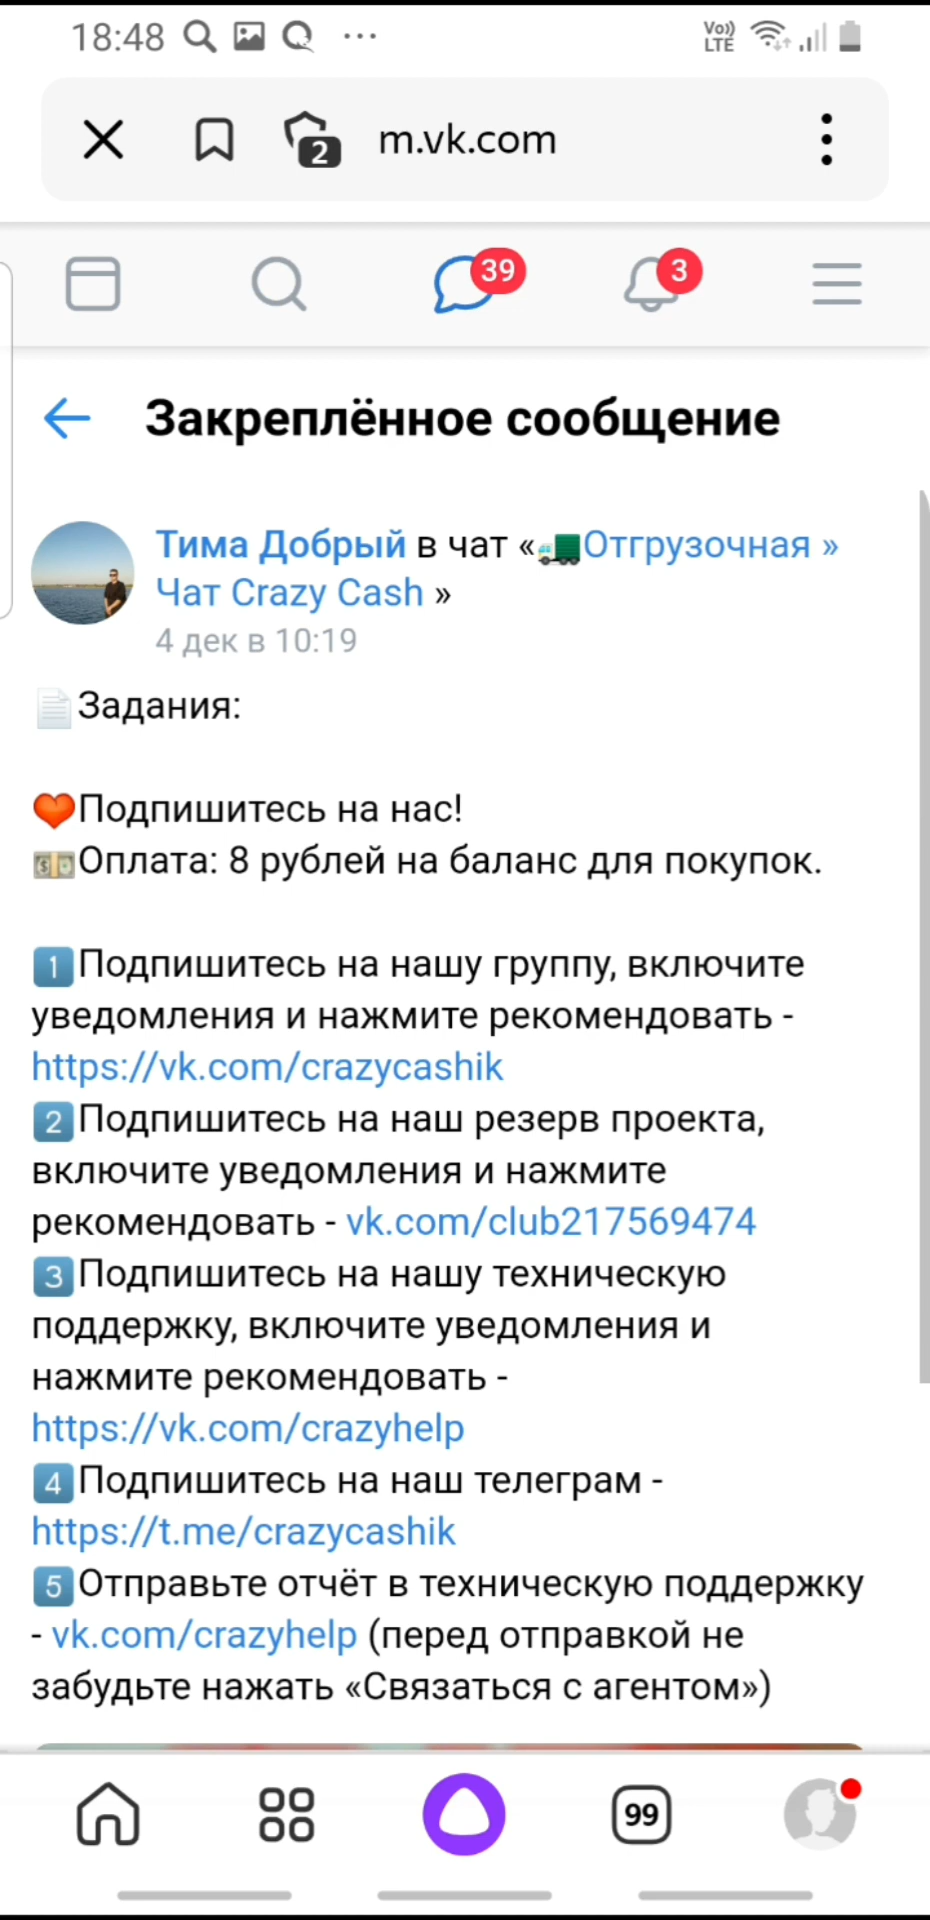 18:48
Vo)) LTE
2 m.vk.com
39 3
Закреплённое сообщение
Тима Добрый в чат «🚛Отгрузочная »
Чат Crazy Cash »
4 дек в 10:19
📄Задания:
❤Подпишитесь на нас!
💵Оплата: 8 рублей на баланс для покупок.
1️⃣Подпишитесь на нашу группу, включите
уведомления и нажмите рекомендовать -
https://vk.com/crazycashik
2️⃣Подпишитесь на наш резерв проекта,
включите уведомления и нажмите
рекомендовать - vk.com/club217569474
3️⃣Подпишитесь на нашу техническую
поддержку, включите уведомления и
нажмите рекомендовать -
https://vk.com/crazyhelp
4️⃣Подпишитесь на наш телеграм -
https://t.me/crazycashik
5️⃣Отправьте отчёт в техническую поддержку
- vk.com/crazyhelp (перед отправкой не
забудьте нажать «Связаться с агентом»)
99